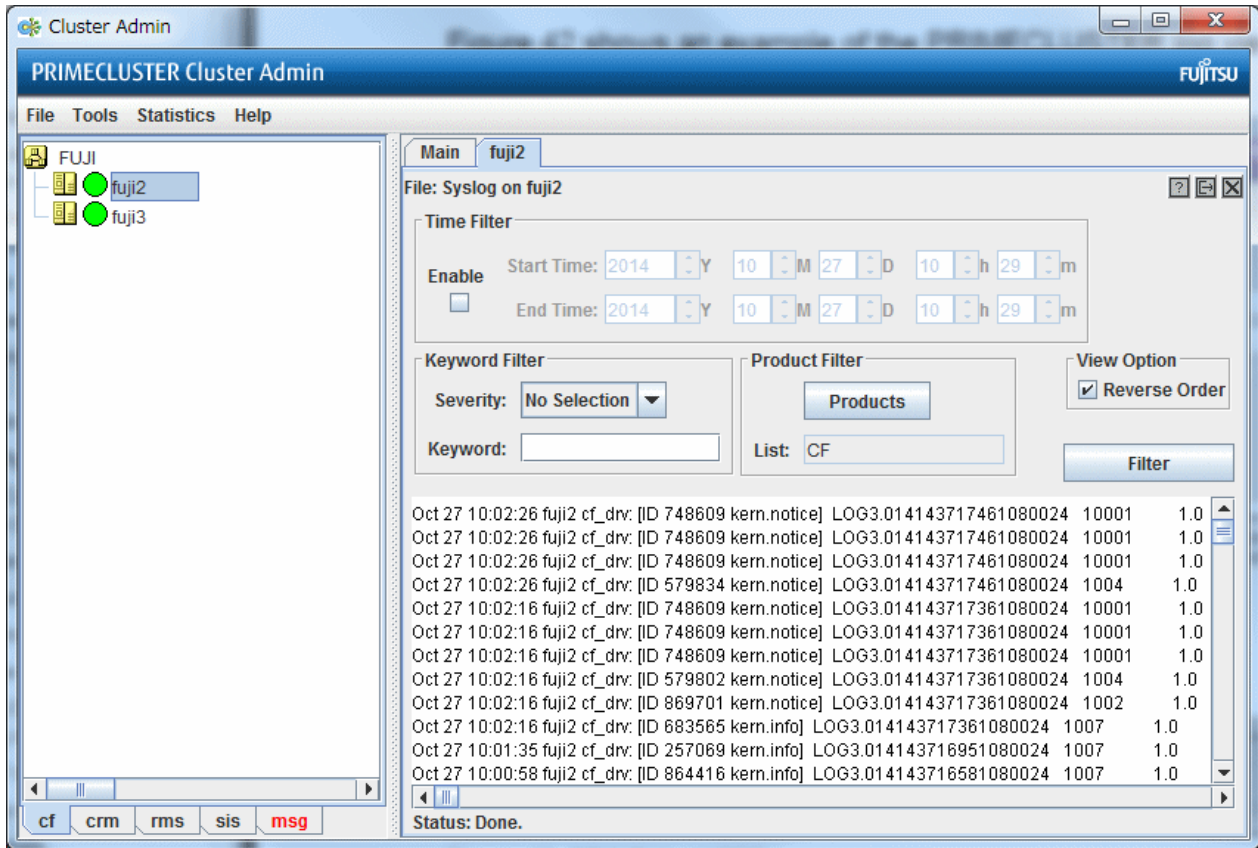 Cluster Admin
PRIMECLUSTER Cluster Admin
FUJITSU
File Tools Statistics Help
FUJI
fuji2
fuji3
Main fuji2
File: Syslog on fuji2
Time Filter
Enable
Start Time: 2014 Y 10 M 27 D 10 h 29 m
End Time: 2014 Y 10 M 27 D 10 h 29 m
Keyword Filter
Severity: No Selection
Keyword:
Product Filter
Products
List: CF
View Option
Reverse Order
Filter
Oct 27 10:02:26 fuji2 cf_drv: [ID 748609 kern.notice] LOG3.014143717461080024 10001 1.0
Oct 27 10:02:26 fuji2 cf_drv: [ID 748609 kern.notice] LOG3.014143717461080024 10001 1.0
Oct 27 10:02:26 fuji2 cf_drv: [ID 748609 kern.notice] LOG3.014143717461080024 10001 1.0
Oct 27 10:02:26 fuji2 cf_drv: [ID 579834 kern.notice] LOG3.014143717461080024 1004 1.0
Oct 27 10:02:16 fuji2 cf_drv: [ID 748609 kern.notice] LOG3.014143717361080024 10001 1.0
Oct 27 10:02:16 fuji2 cf_drv: [ID 748609 kern.notice] LOG3.014143717361080024 10001 1.0
Oct 27 10:02:16 fuji2 cf_drv: [ID 748609 kern.notice] LOG3.014143717361080024 10001 1.0
Oct 27 10:02:16 fuji2 cf_drv: [ID 579802 kern.notice] LOG3.014143717361080024 1004 1.0
Oct 27 10:02:16 fuji2 cf_drv: [ID 869701 kern.notice] LOG3.014143717361080024 1002 1.0
Oct 27 10:02:16 fuji2 cf_drv: [ID 683565 kern.info] LOG3.014143717361080024 1007 1.0
Oct 27 10:01:35 fuji2 cf_drv: [ID 257069 kern.info] LOG3.014143716951080024 1007 1.0
Oct 27 10:00:58 fuji2 cf_drv: [ID 864416 kern.info] LOG3.014143716581080024 1007 1.0
cf crm rms sis msg
Status: Done.